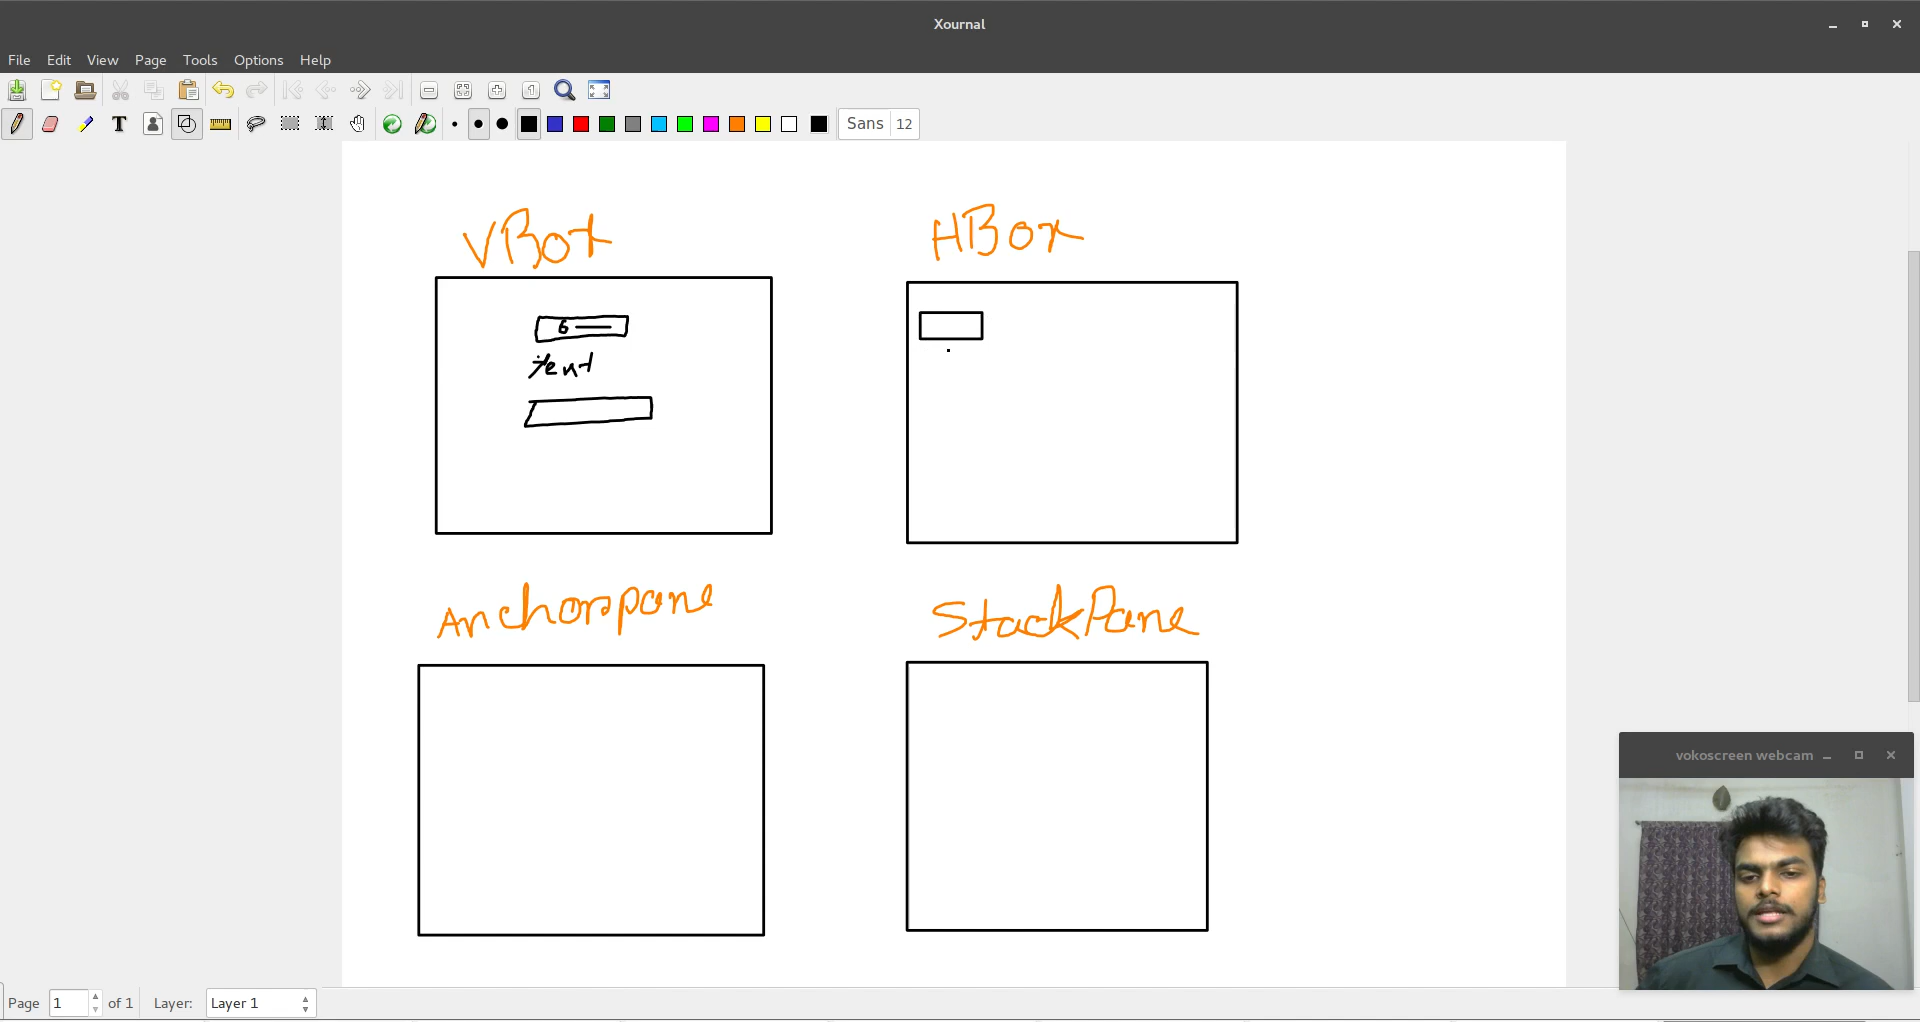 Xournal
File Edit View Page Tools Options Help
Sans 12
VBox HBox
6
text
Anchorpane StackPane
vokoscreen webcam
Page 1 of 1 Layer: Layer 1